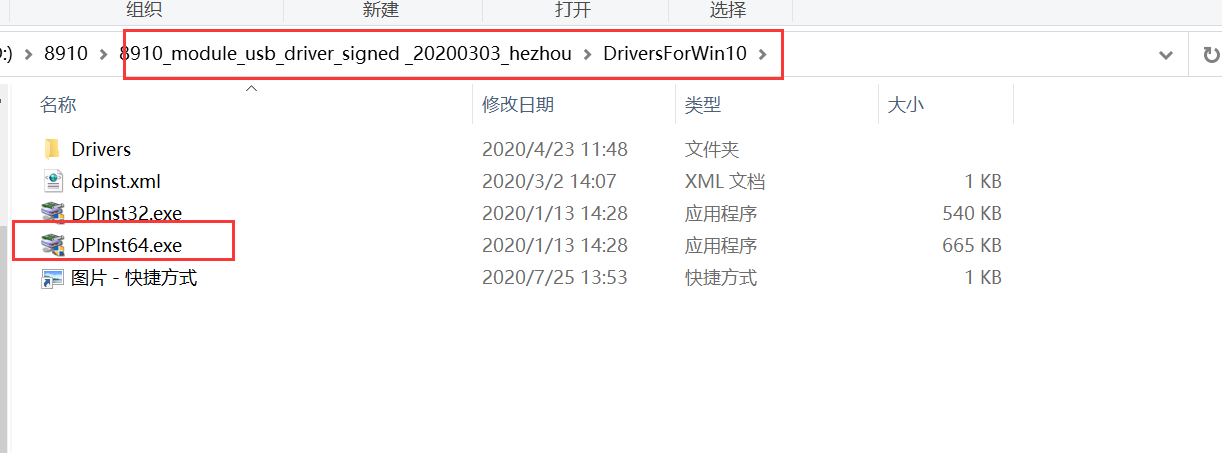 组织 新建 打开 选择
:) > 8910 > 8910_module_usb_driver_signed _20200303_hezhou > DriversForWin10 >
名称 修改日期 类型 大小
Drivers 2020/4/23 11:48 文件夹
dpinst.xml 2020/3/2 14:07 XML 文档 1 KB
DPInst32.exe 2020/1/13 14:28 应用程序 540 KB
DPInst64.exe 2020/1/13 14:28 应用程序 665 KB
图片 - 快捷方式 2020/7/25 13:53 快捷方式 1 KB